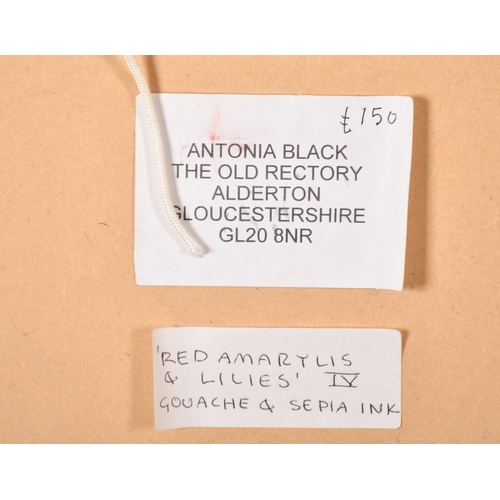 £150
ANTONIA BLACK
THE OLD RECTORY
ALDERTON
GLOUCESTERSHIRE
GL20 8NR
'RED AMARYLIS
& LILIES' IV
GOUACHE & SEPIA INK